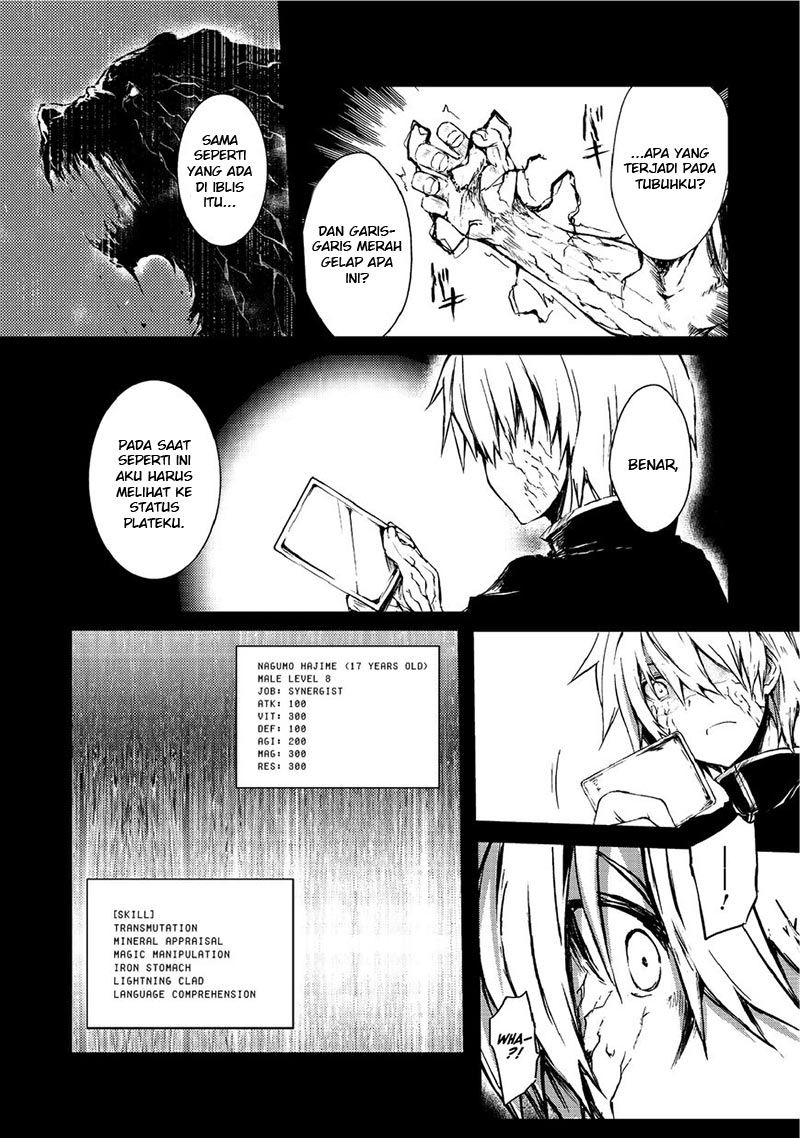 ...APA YANG
TERJADI PADA
TUBUHKU?
DAN GARIS-
GARIS MERAH
GELAP APA
INI?
SAMA
SEPERTI
YANG ADA
DI IBLIS
ITU...
BENAR,
PADA SAAT
SEPERTI INI
AKU HARUS
MELIHAT KE
STATUS
PLATEKU.
NAGUMO HAJIME (17 YEARS OLD)
MALE LEVEL 8
JOB: SYNERGIST
ATK: 100
VIT: 300
DEF: 100
AGI: 200
MAG: 300
RES: 300
[SKILL]
TRANSMUTATION
MINERAL APPRAISAL
MAGIC MANIPULATION
IRON STOMACH
LIGHTNING CLAD
LANGUAGE COMPREHENSION
——!
WHA-
?!